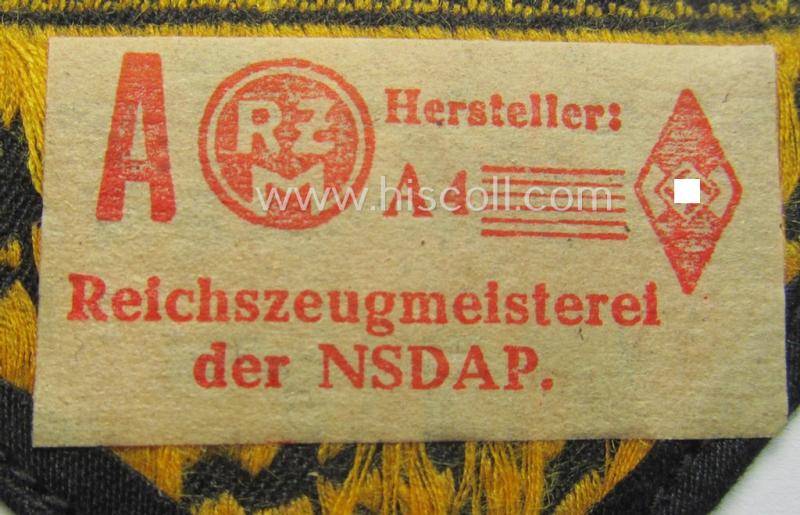 A RZM Hersteller:
A4
www.hiscoll.com
Reichszeugmeisterei
der NSDAP.